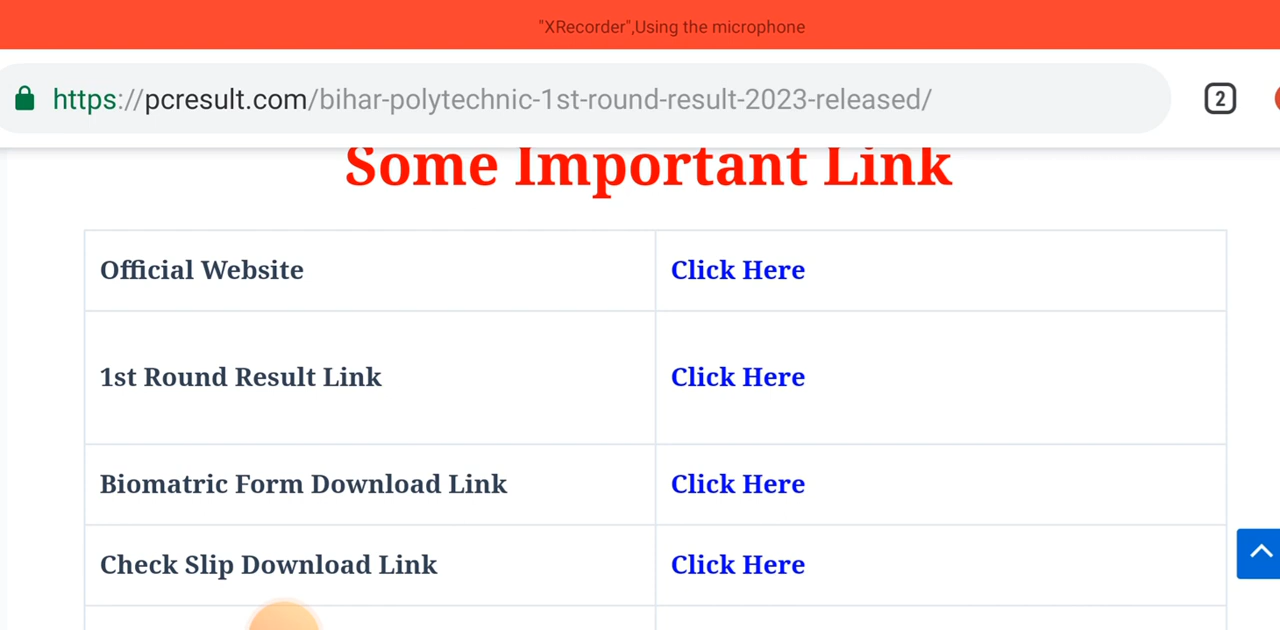 "XRecorder",Using the microphone
https://pcresult.com/bihar-polytechnic-1st-round-result-2023-released/ 2
Some Important Link
Official Website Click Here
1st Round Result Link Click Here
Biomatric Form Download Link Click Here
Check Slip Download Link Click Here